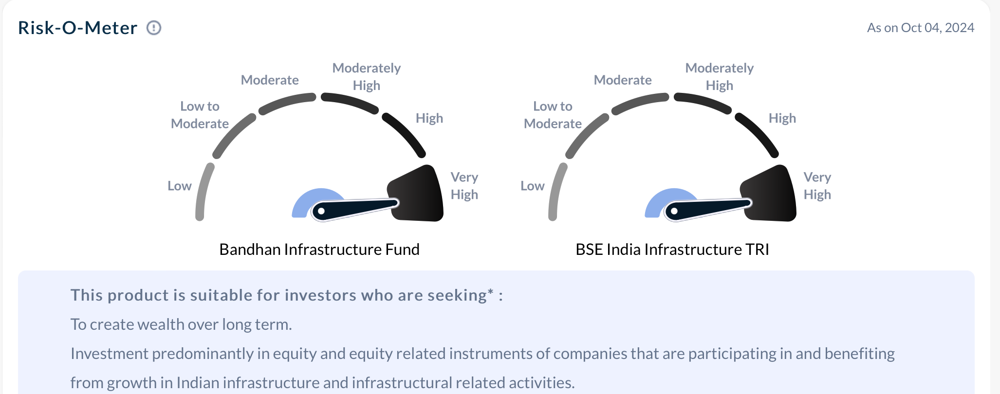 Risk-O-Meter
As on Oct 04, 2024
Low
Low to
Moderate
Moderate
Moderately
High
High
Very
High
Bandhan Infrastructure Fund
Low
Low to
Moderate
Moderate
Moderately
High
High
Very
High
BSE India Infrastructure TRI
This product is suitable for investors who are seeking* :
To create wealth over long term.
Investment predominantly in equity and equity related instruments of companies that are participating in and benefiting
from growth in Indian infrastructure and infrastructural related activities.